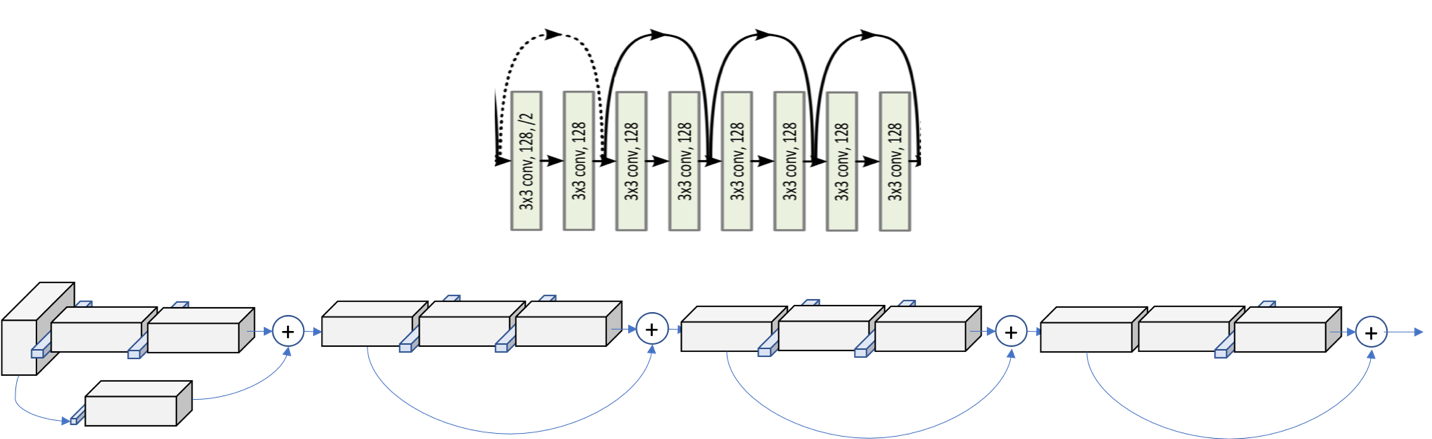 3x3 conv, 128, /2
3x3 conv, 128
3x3 conv, 128
3x3 conv, 128
3x3 conv, 128
3x3 conv, 128
3x3 conv, 128
3x3 conv, 128
+
+
+
+